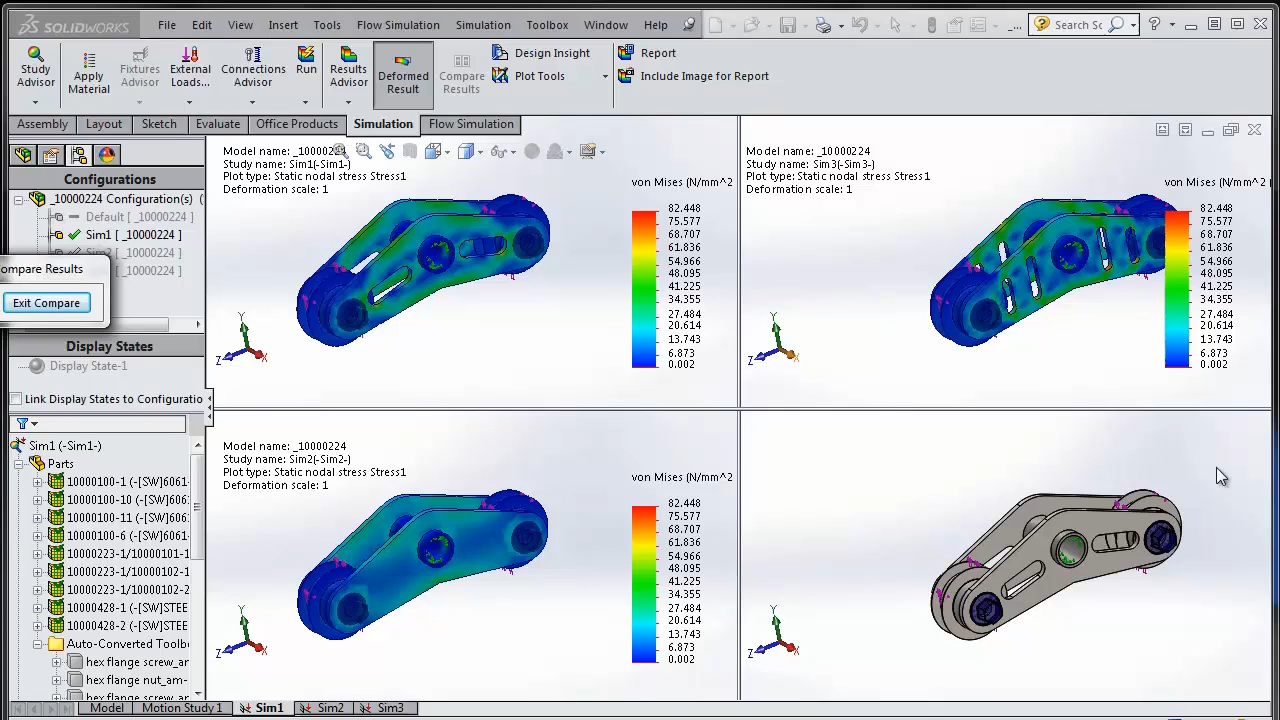 SOLIDWORKS File Edit View Insert Tools Flow Simulation Simulation Toolbox Window Help
Study Advisor
Apply Material
Fixtures Advisor
External Loads...
Connections Advisor
Run
Results Advisor
Deformed Result
Compare Results
Design Insight
Plot Tools
Report
Include Image for Report
Assembly Layout Sketch Evaluate Office Products Simulation Flow Simulation
Configurations
_10000224 Configuration(s) (
Default [ _10000224 ]
Sim1 [ _10000224 ]
Sim2 [ _10000224 ]
_10000224 ]
ompare Results
Exit Compare
Display States
Display State-1
Link Display States to Configuratio
Sim1 (-Sim1-)
Parts
10000100-1 (-[SW]6061
10000100-10 (-[SW]606
10000100-11 (-[SW]606
10000100-6 (-[SW]6061
10000223-1/10000101-1
10000223-1/10000102-1
10000223-1/10000102-2
10000428-1 (-[SW]STEE
10000428-2 (-[SW]STEE
Auto-Converted Toolbo
hex flange screw_ar
hex flange nut_am-
hex flange screw_ar
Model name: _10000224
Study name: Sim1(-Sim1-)
Plot type: Static nodal stress Stress1
Deformation scale: 1
von Mises (N/mm^2
82.448
75.577
68.707
61.836
54.966
48.095
41.225
34.355
27.484
20.614
13.743
6.873
0.002
Y
Z
X
Model name: _10000224
Study name: Sim3(-Sim3-)
Plot type: Static nodal stress Stress1
Deformation scale: 1
von Mises (N/mm^2
82.448
75.577
68.707
61.836
54.966
48.095
41.225
34.355
27.484
20.614
13.743
6.873
0.002
Y
Z
X
Model name: _10000224
Study name: Sim2(-Sim2-)
Plot type: Static nodal stress Stress1
Deformation scale: 1
von Mises (N/mm^2
82.448
75.577
68.707
61.836
54.966
48.095
41.225
34.355
27.484
20.614
13.743
6.873
0.002
Y
Z
X
Y
Z
X
Model Motion Study 1 Sim1 Sim2 Sim3